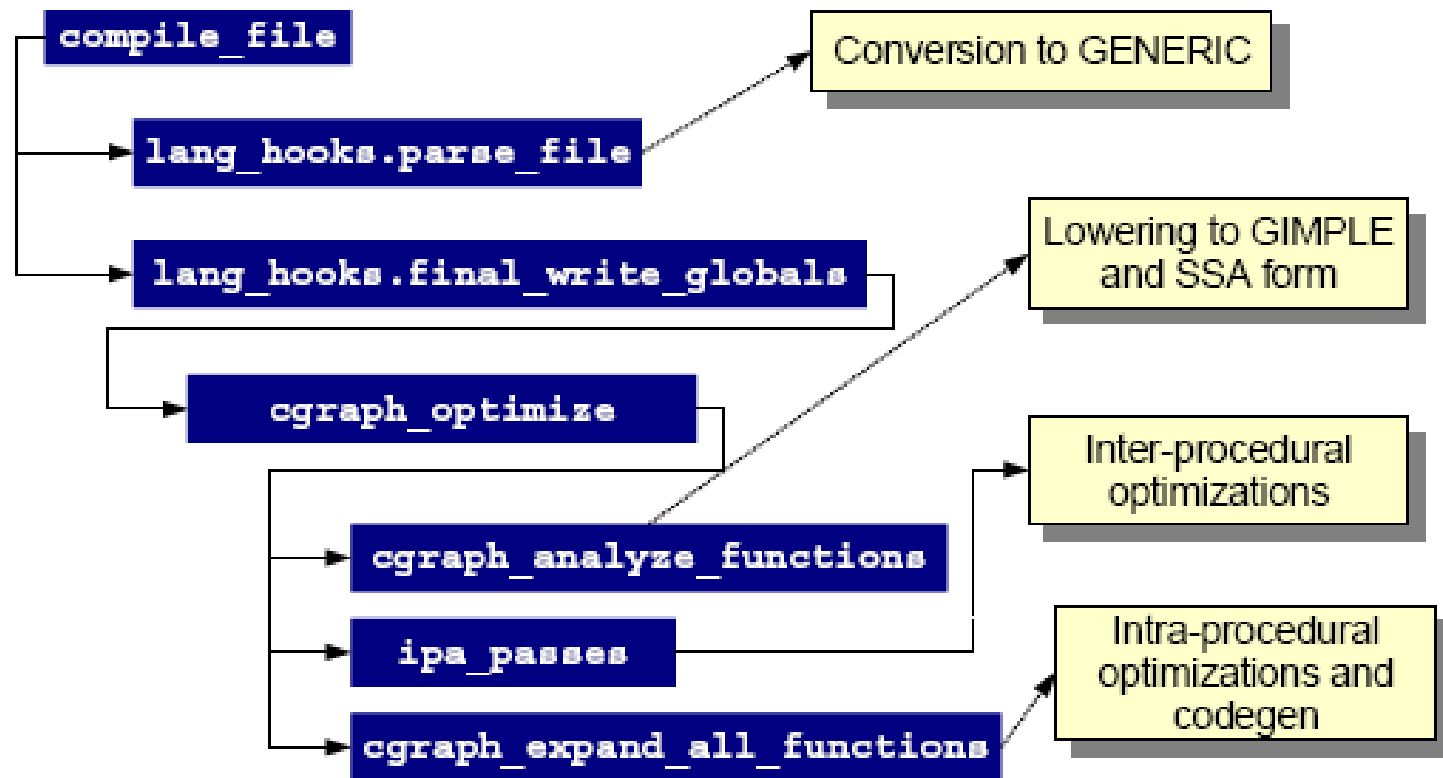 compile_file
Conversion to GENERIC
lang_hooks.parse_file
lang_hooks.final_write_globals
Lowering to GIMPLE
and SSA form
cgraph_optimize
Inter-procedural
optimizations
cgraph_analyze_functions
ipa_passes
Intra-procedural
optimizations and
codegen
cgraph_expand_all_functions